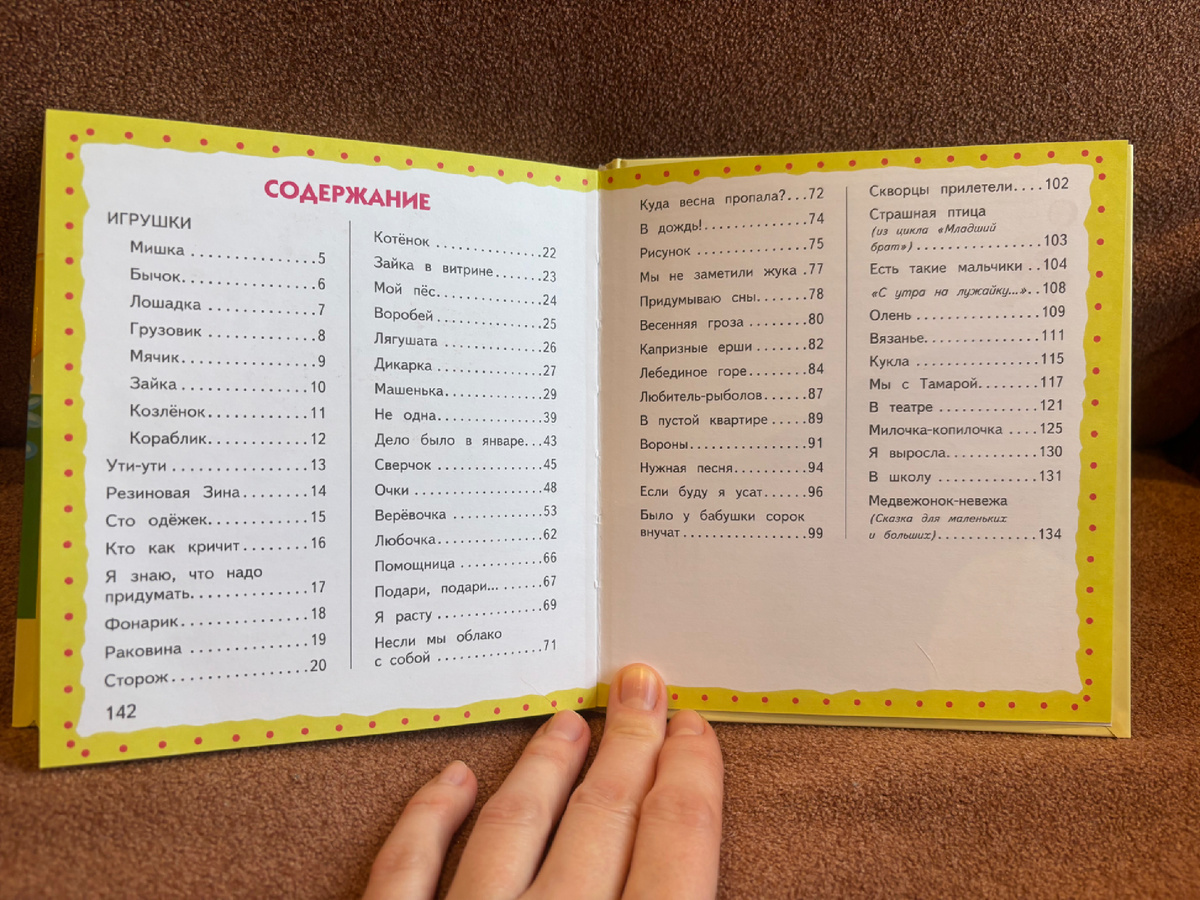 СОДЕРЖАНИЕ
ИГРУШКИ
Мишка ................5
Бычок.................6
Лошадка ..............7
Грузовик .............8
Мячик.................9
Зайка ...............10
Козлёнок.............11
Кораблик.............12
Ути-ути .............13
Резиновая Зина........14
Сто одёжек............15
Кто как кричит........16
Я знаю, что надо
придумать.............17
Фонарик...............18
Раковина .............19
Сторож................20
142
Котёнок .............22
Зайка в витрине......23
Мой пёс..............24
Воробей .............25
Лягушата ............26
Дикарка .............27
Машенька.............29
Не одна..............39
Дело было в январе...43
Сверчок .............45
Очки ................48
Верёвочка ...........53
Любочка..............62
Помощница ...........66
Подари, подари... ....67
Я расту .............69
Несли мы облако
с собой .............71
Куда весна пропала?...72
В дождь!.............74
Рисунок .............75
Мы не заметили жука .77
Придумываю сны.......78
Весенняя гроза ......80
Капризные ерши ......82
Лебединое горе.......84
Любитель-рыболов.....87
В пустой квартире ...89
Вороны...............91
Нужная песня.........94
Если буду я усат.....96
Было у бабушки сорок
внучат...............99
Скворцы прилетели....102
Страшная птица
(из цикла «Младший
брат») ..............103
Есть такие мальчики ..104
«С утра на лужайку...»..108
Олень ...............109
Вязанье..............111
Кукла ...............115
Мы с Тамарой.........117
В театре ............121
Милочка-копилочка ....125
Я выросла............130
В школу .............131
Медвежонок-невежа
(Сказка для маленьких
и больших)............134